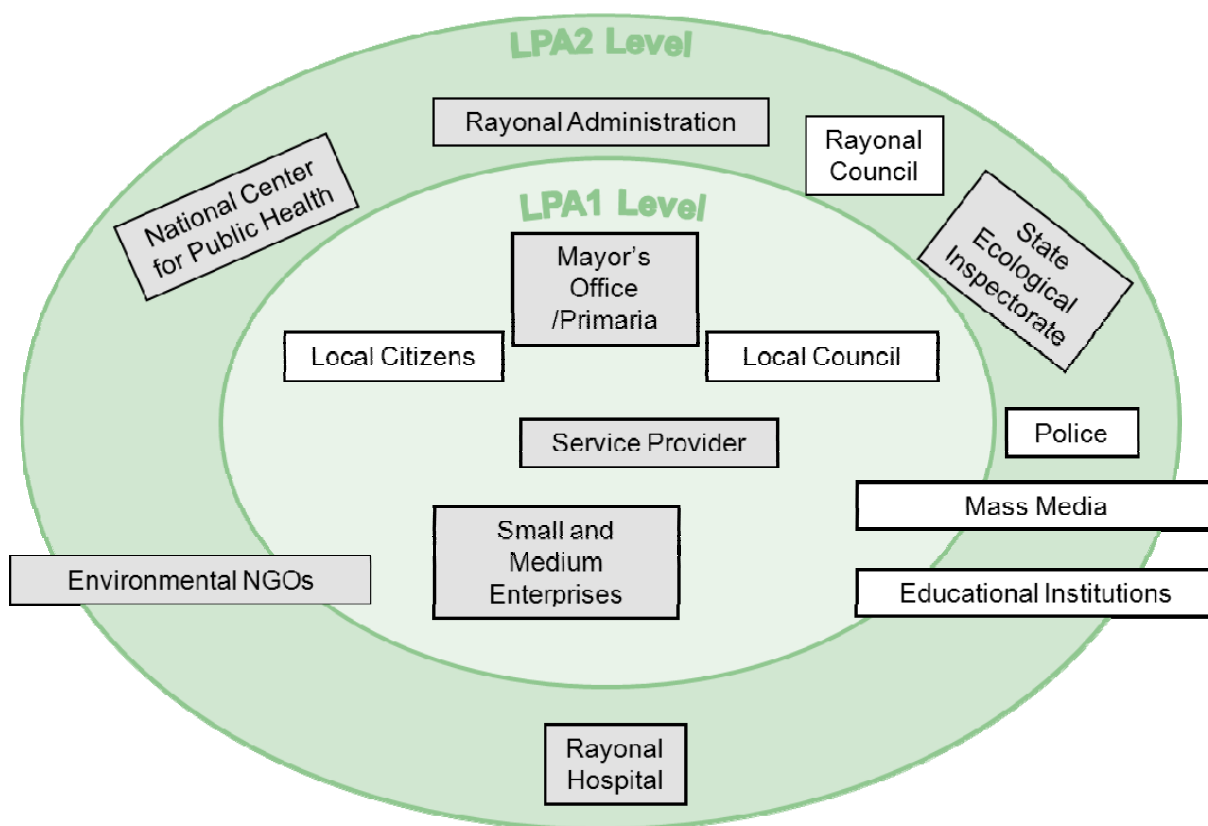 LPA2 Level
Rayonal Administration
Rayonal
Council
National Center
for Public Health
LPA1 Level
State
Ecological
Inspectorate
Mayor’s
Office
/Primaria
Local Citizens
Local Council
Police
Service Provider
Mass Media
Small and
Medium
Enterprises
Environmental NGOs
Educational Institutions
Rayonal
Hospital